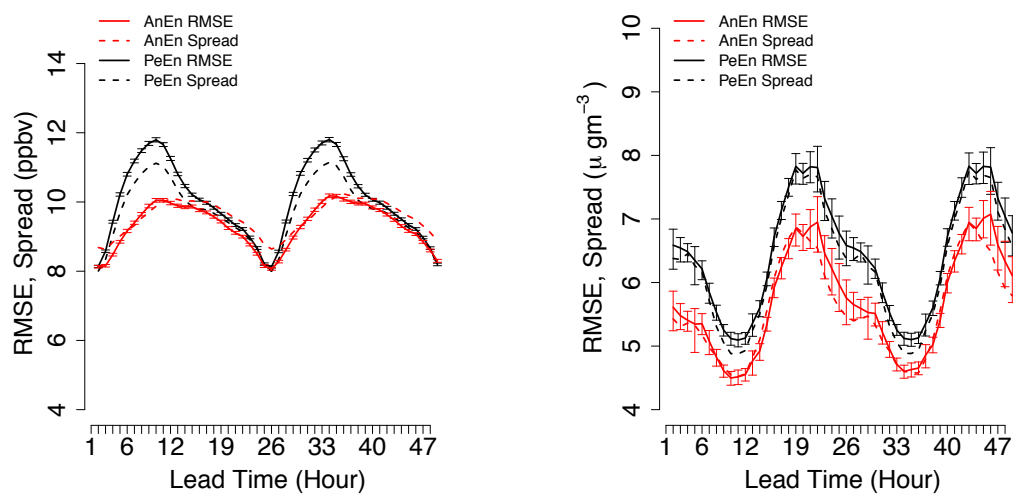 AnEn RMSE
AnEn Spread
PeEn RMSE
PeEn Spread
RMSE, Spread (ppbv)
14
12
10
8
6
4
1 6 12 19 26 33 40 47
Lead Time (Hour)
AnEn RMSE
AnEn Spread
PeEn RMSE
PeEn Spread
RMSE, Spread (μ gm⁻³)
10
9
8
7
6
5
4
1 6 12 19 26 33 40 47
Lead Time (Hour)